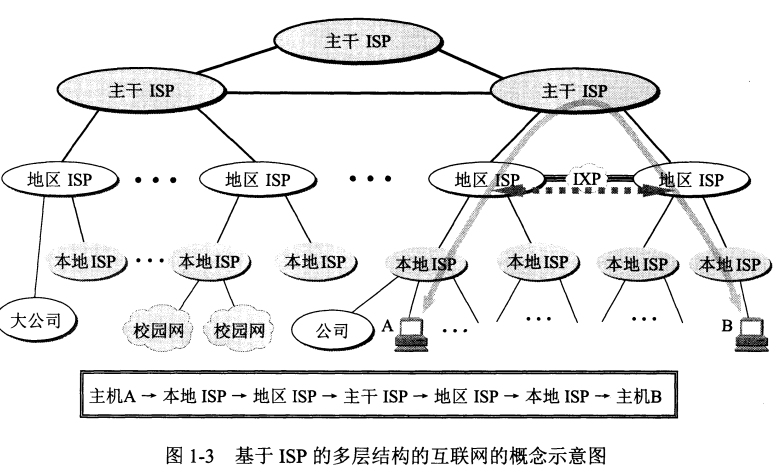 主干 ISP
主干 ISP
主干 ISP
地区 ISP
地区 ISP
地区 ISP
IXP
地区 ISP
本地ISP
本地ISP
本地ISP
本地ISP
本地ISP
本地ISP
本地ISP
大公司
校园网
校园网
公司
A
B
主机A → 本地 ISP → 地区 ISP → 主干 ISP → 地区 ISP → 本地 ISP → 主机B
图 1-3 基于 ISP 的多层结构的互联网的概念示意图